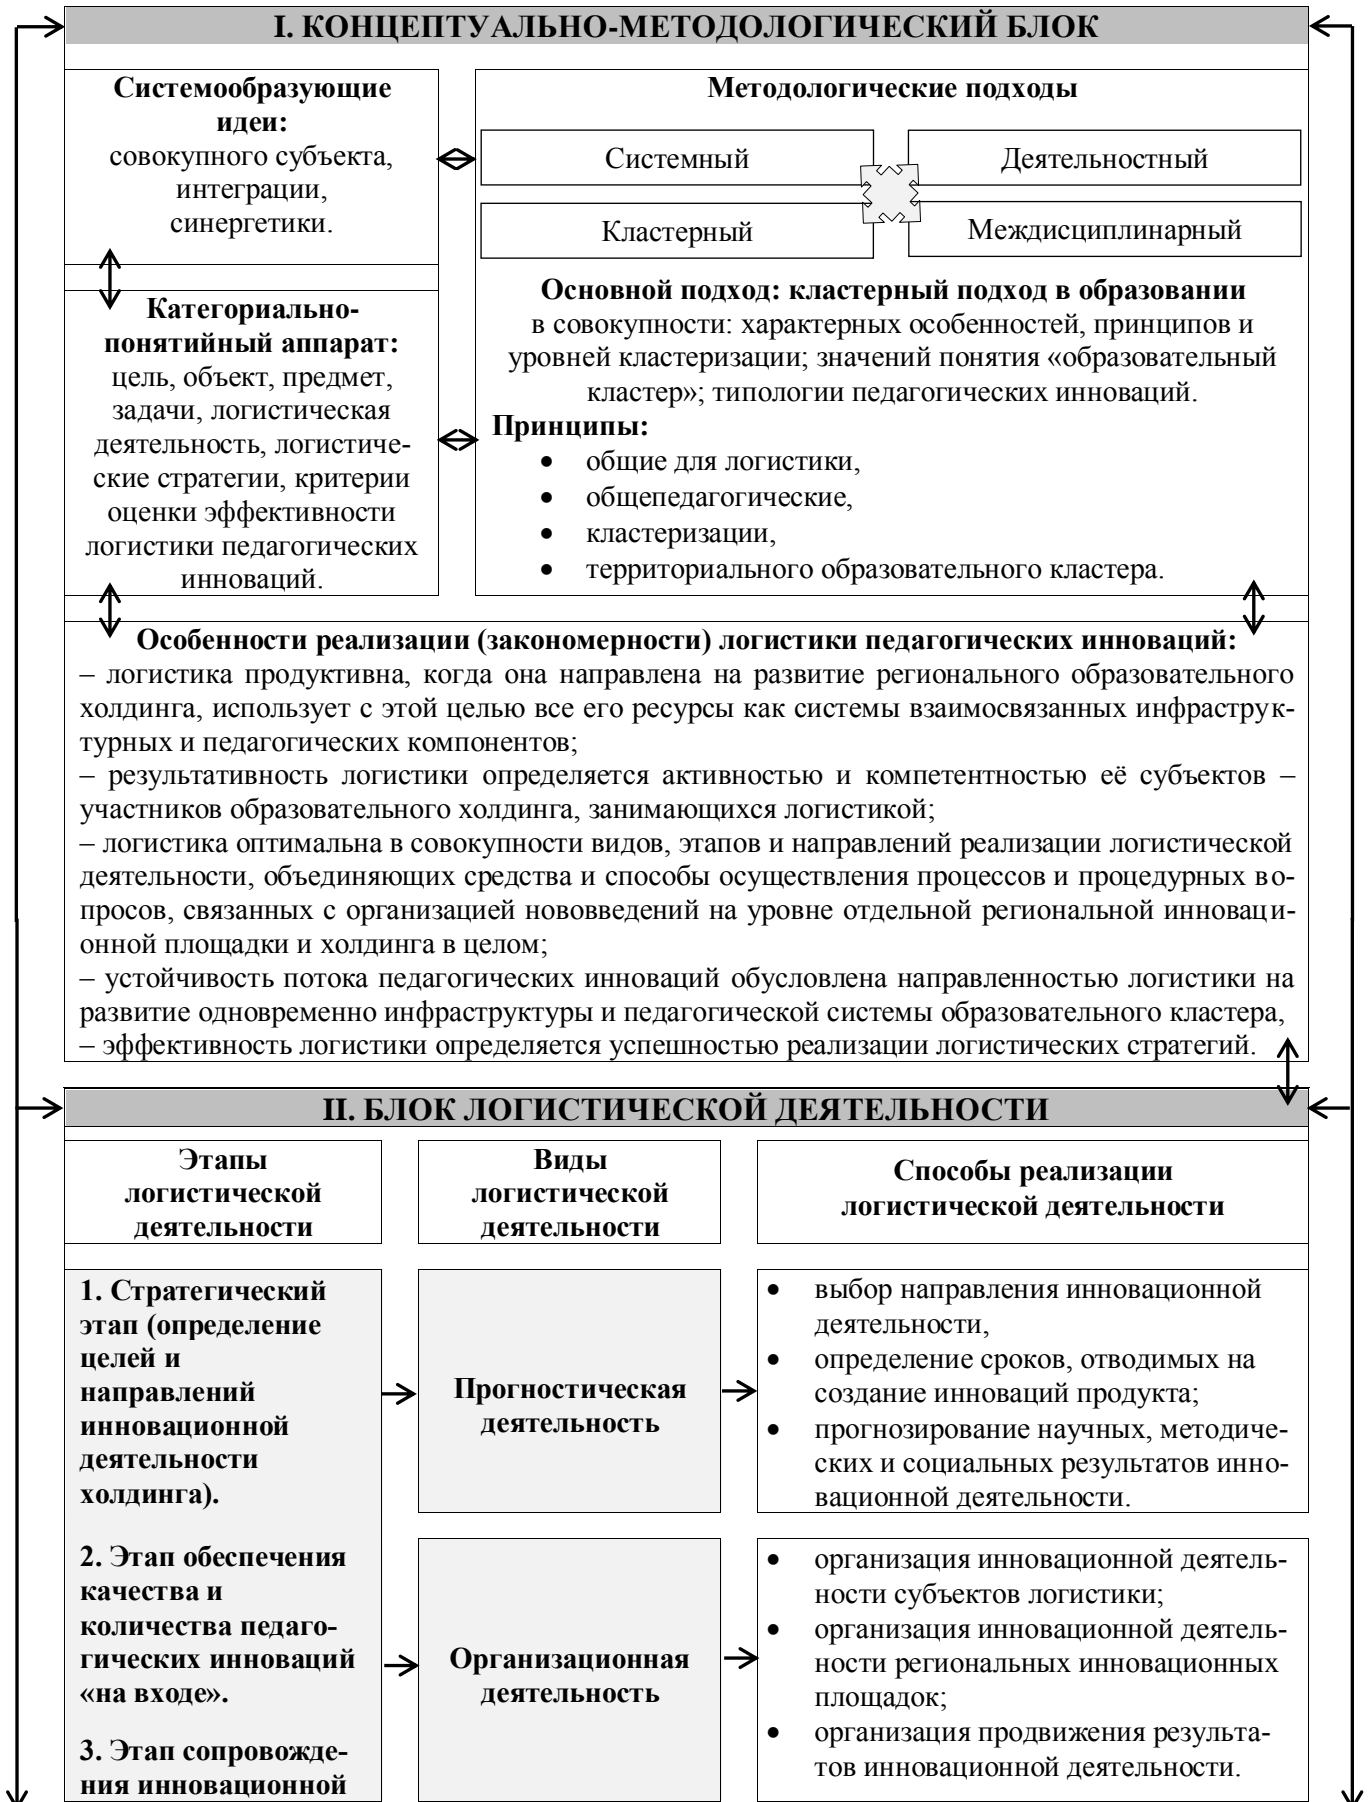 I. КОНЦЕПТУАЛЬНО-МЕТОДОЛОГИЧЕСКИЙ БЛОК
Системообразующие
идеи:
совокупного субъекта,
интеграции,
синергетики.
Категориально-
понятийный аппарат:
цель, объект, предмет,
задачи, логистическая
деятельность, логистиче-
ские стратегии, критерии
оценки эффективности
логистики педагогических
инноваций.
Методологические подходы
Системный
Деятельностный
Кластерный
Междисциплинарный
Основной подход: кластерный подход в образовании
в совокупности: характерных особенностей, принципов и
уровней кластеризации; значений понятия «образовательный
кластер»; типологии педагогических инноваций.
Принципы:
• общие для логистики,
• общепедагогические,
• кластеризации,
• территориального образовательного кластера.
Особенности реализации (закономерности) логистики педагогических инноваций:
– логистика продуктивна, когда она направлена на развитие регионального образовательного
холдинга, использует с этой целью все его ресурсы как системы взаимосвязанных инфраструк-
турных и педагогических компонентов;
– результативность логистики определяется активностью и компетентностью её субъектов –
участников образовательного холдинга, занимающихся логистикой;
– логистика оптимальна в совокупности видов, этапов и направлений реализации логистической
деятельности, объединяющих средства и способы осуществления процессов и процедурных во-
просов, связанных с организацией нововведений на уровне отдельной региональной инноваци-
онной площадки и холдинга в целом;
– устойчивость потока педагогических инноваций обусловлена направленностью логистики на
развитие одновременно инфраструктуры и педагогической системы образовательного кластера,
– эффективность логистики определяется успешностью реализации логистических стратегий.
II. БЛОК ЛОГИСТИЧЕСКОЙ ДЕЯТЕЛЬНОСТИ
Этапы
логистической
деятельности
Виды
логистической
деятельности
Способы реализации
логистической деятельности
1. Стратегический
этап (определение
целей и
направлений
инновационной
деятельности
холдинга).
Прогностическая
деятельность
• выбор направления инновационной
деятельности,
• определение сроков, отводимых на
создание инноваций продукта;
• прогнозирование научных, методиче-
ских и социальных результатов инно-
вационной деятельности.
2. Этап обеспечения
качества и
количества педаго-
гических инноваций
«на входе».
3. Этап сопровожде-
ния инновационной
Организационная
деятельность
• организация инновационной деятель-
ности субъектов логистики;
• организация инновационной деятель-
ности региональных инновационных
площадок;
• организация продвижения результа-
тов инновационной деятельности.